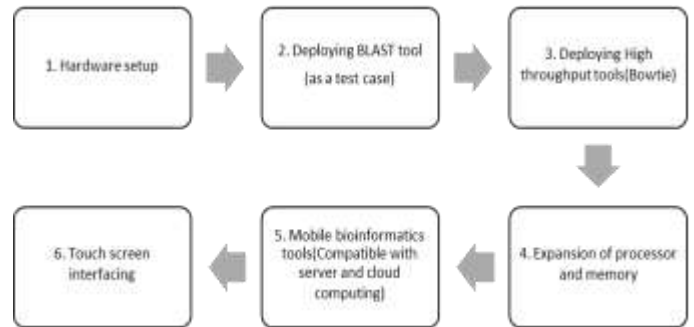 1. Hardware setup
2. Deploying BLAST tool
(as a test case)
3. Deploying High
throughput tools(Bowtie)
4. Expansion of processor
and memory
5. Mobile bioinformatics
tools(Compatible with
server and cloud
computing)
6. Touch screen
interfacing